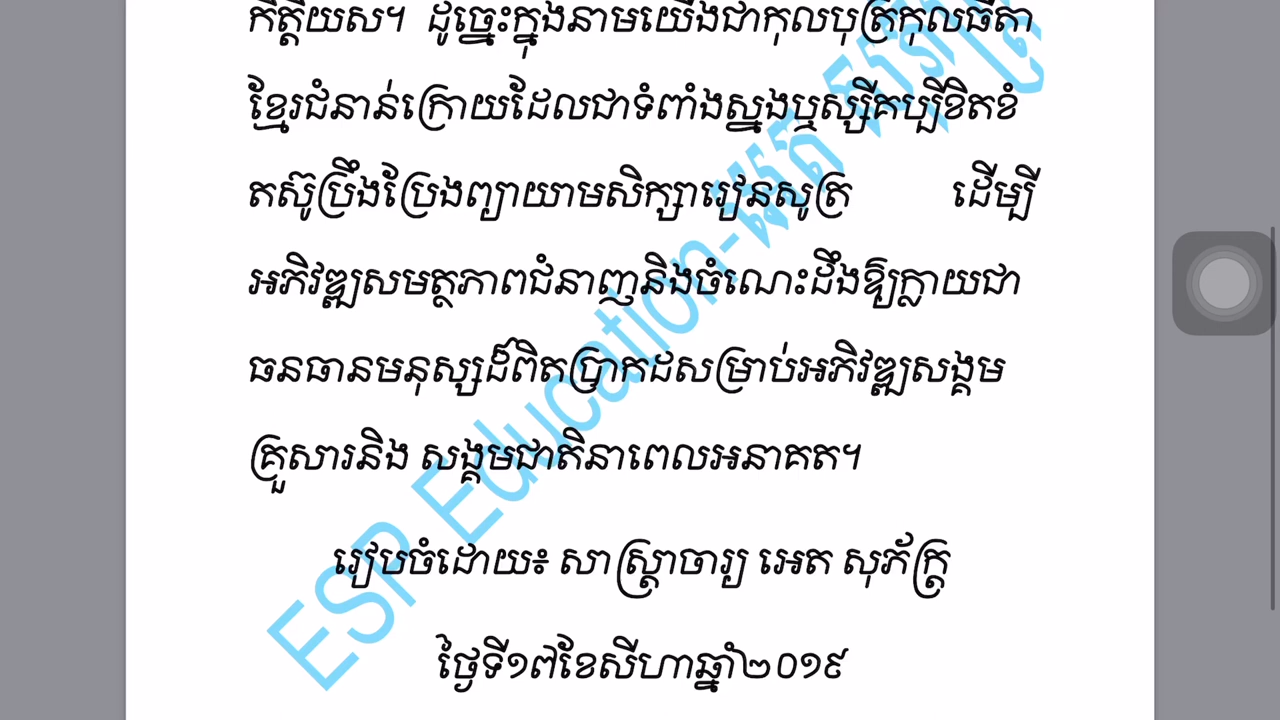 កិត្តិយស។ ដូច្នេះក្នុងនាមយើងជាកុលបុត្រកុលធីតា
ខ្មែរជំនាន់ក្រោយដែលជាទំពាំងស្នងឬស្សីគប្បីខិតខំ
តស៊ូប្រឹងប្រែងព្យាយាមសិក្សារៀនសូត្រ ដើម្បី
អភិវឌ្ឍសមត្ថភាពជំនាញនិងចំណេះដឹងឱ្យក្លាយជា
ធនធានមនុស្សដ៏ពិតប្រាកដសម្រាប់អភិវឌ្ឍសង្គម
គ្រួសារនិង សង្គមជាតិនាពេលអនាគត។
រៀបចំដោយ៖ សាស្ត្រាចារ្យ អេត សុភ័ក្ត្រ
ថ្ងៃទី១៧ខែសីហាឆ្នាំ២០១៩
ESP Education-អេត